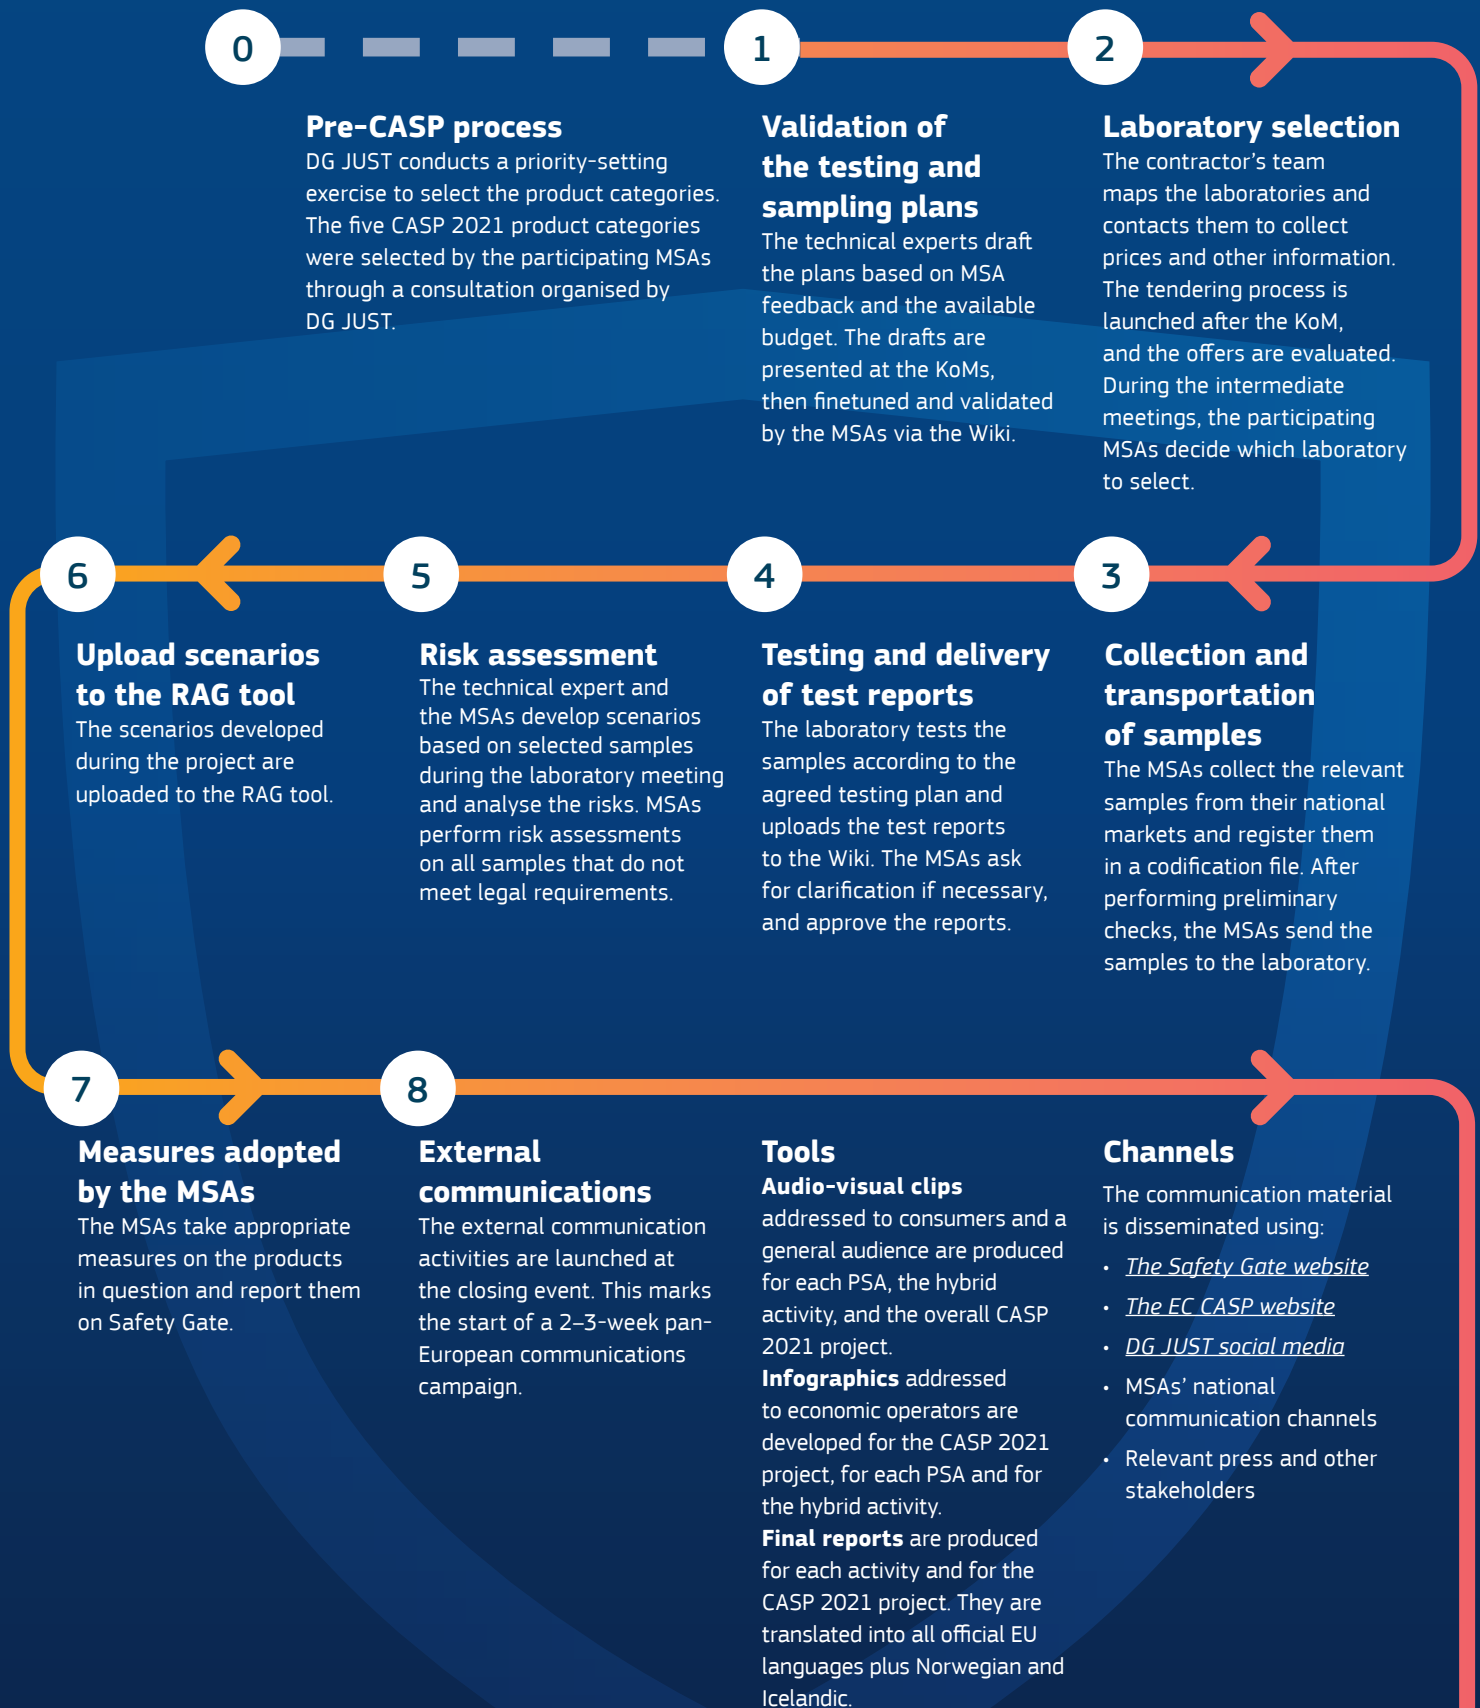 0
Pre-CASP process
DG JUST conducts a priority-setting
exercise to select the product categories.
The five CASP 2021 product categories
were selected by the participating MSAs
through a consultation organised by
DG JUST.
1
Validation of
the testing and
sampling plans
The technical experts draft
the plans based on MSA
feedback and the available
budget. The drafts are
presented at the KoMs,
then finetuned and validated
by the MSAs via the Wiki.
2
Laboratory selection
The contractor's team
maps the laboratories and
contacts them to collect
prices and other information.
The tendering process is
launched after the KoM,
and the offers are evaluated.
During the intermediate
meetings, the participating
MSAs decide which laboratory
to select.
3
Collection and
transportation
of samples
The MSAs collect the relevant
samples from their national
markets and register them
in a codification file. After
performing preliminary
checks, the MSAs send the
samples to the laboratory.
4
Testing and delivery
of test reports
The laboratory tests the
samples according to the
agreed testing plan and
uploads the test reports
to the Wiki. The MSAs ask
for clarification if necessary,
and approve the reports.
5
Risk assessment
The technical expert and
the MSAs develop scenarios
based on selected samples
during the laboratory meeting
and analyse the risks. MSAs
perform risk assessments
on all samples that do not
meet legal requirements.
6
Upload scenarios
to the RAG tool
The scenarios developed
during the project are
uploaded to the RAG tool.
7
Measures adopted
by the MSAs
The MSAs take appropriate
measures on the products
in question and report them
on Safety Gate.
8
External
communications
The external communication
activities are launched at
the closing event. This marks
the start of a 2–3-week pan-
European communications
campaign.
Tools
Audio-visual clips
addressed to consumers and a
general audience are produced
for each PSA, the hybrid
activity, and the overall CASP
2021 project.
Infographics addressed
to economic operators are
developed for the CASP 2021
project, for each PSA and for
the hybrid activity.
Final reports are produced
for each activity and for the
CASP 2021 project. They are
translated into all official EU
languages plus Norwegian and
Icelandic.
Channels
The communication material
is disseminated using:
• The Safety Gate website
• The EC CASP website
• DG JUST social media
• MSAs' national
communication channels
• Relevant press and other
stakeholders